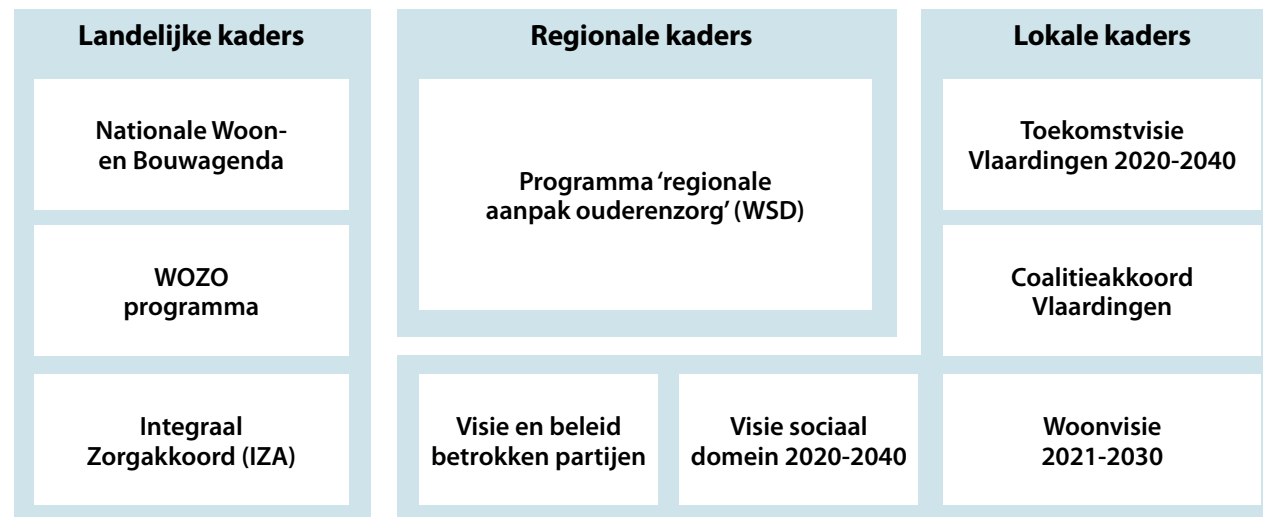 Landelijke kaders
Nationale Woon-
en Bouwagenda
WOZO
programma
Integraal
Zorgakkoord (IZA)
Regionale kaders
Programma ‘regionale
aanpak ouderenzorg’ (WSD)
Lokale kaders
Toekomstvisie
Vlaardingen 2020-2040
Coalitieakkoord
Vlaardingen
Visie en beleid
betrokken partijen
Visie sociaal
domein 2020-2040
Woonvisie
2021-2030